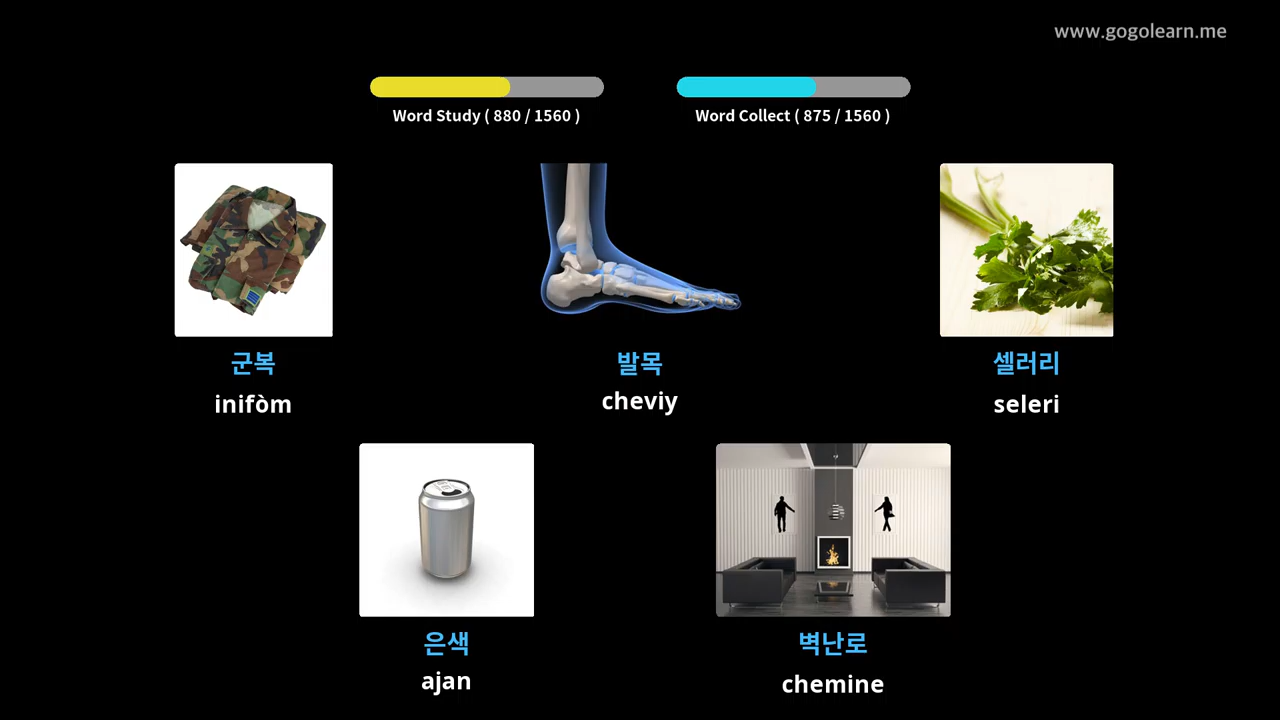 www.gogolearn.me
Word Study ( 880 / 1560 )
Word Collect ( 875 / 1560 )
군복
inifòm
발목
cheviy
셀러리
seleri
은색
ajan
벽난로
chemine